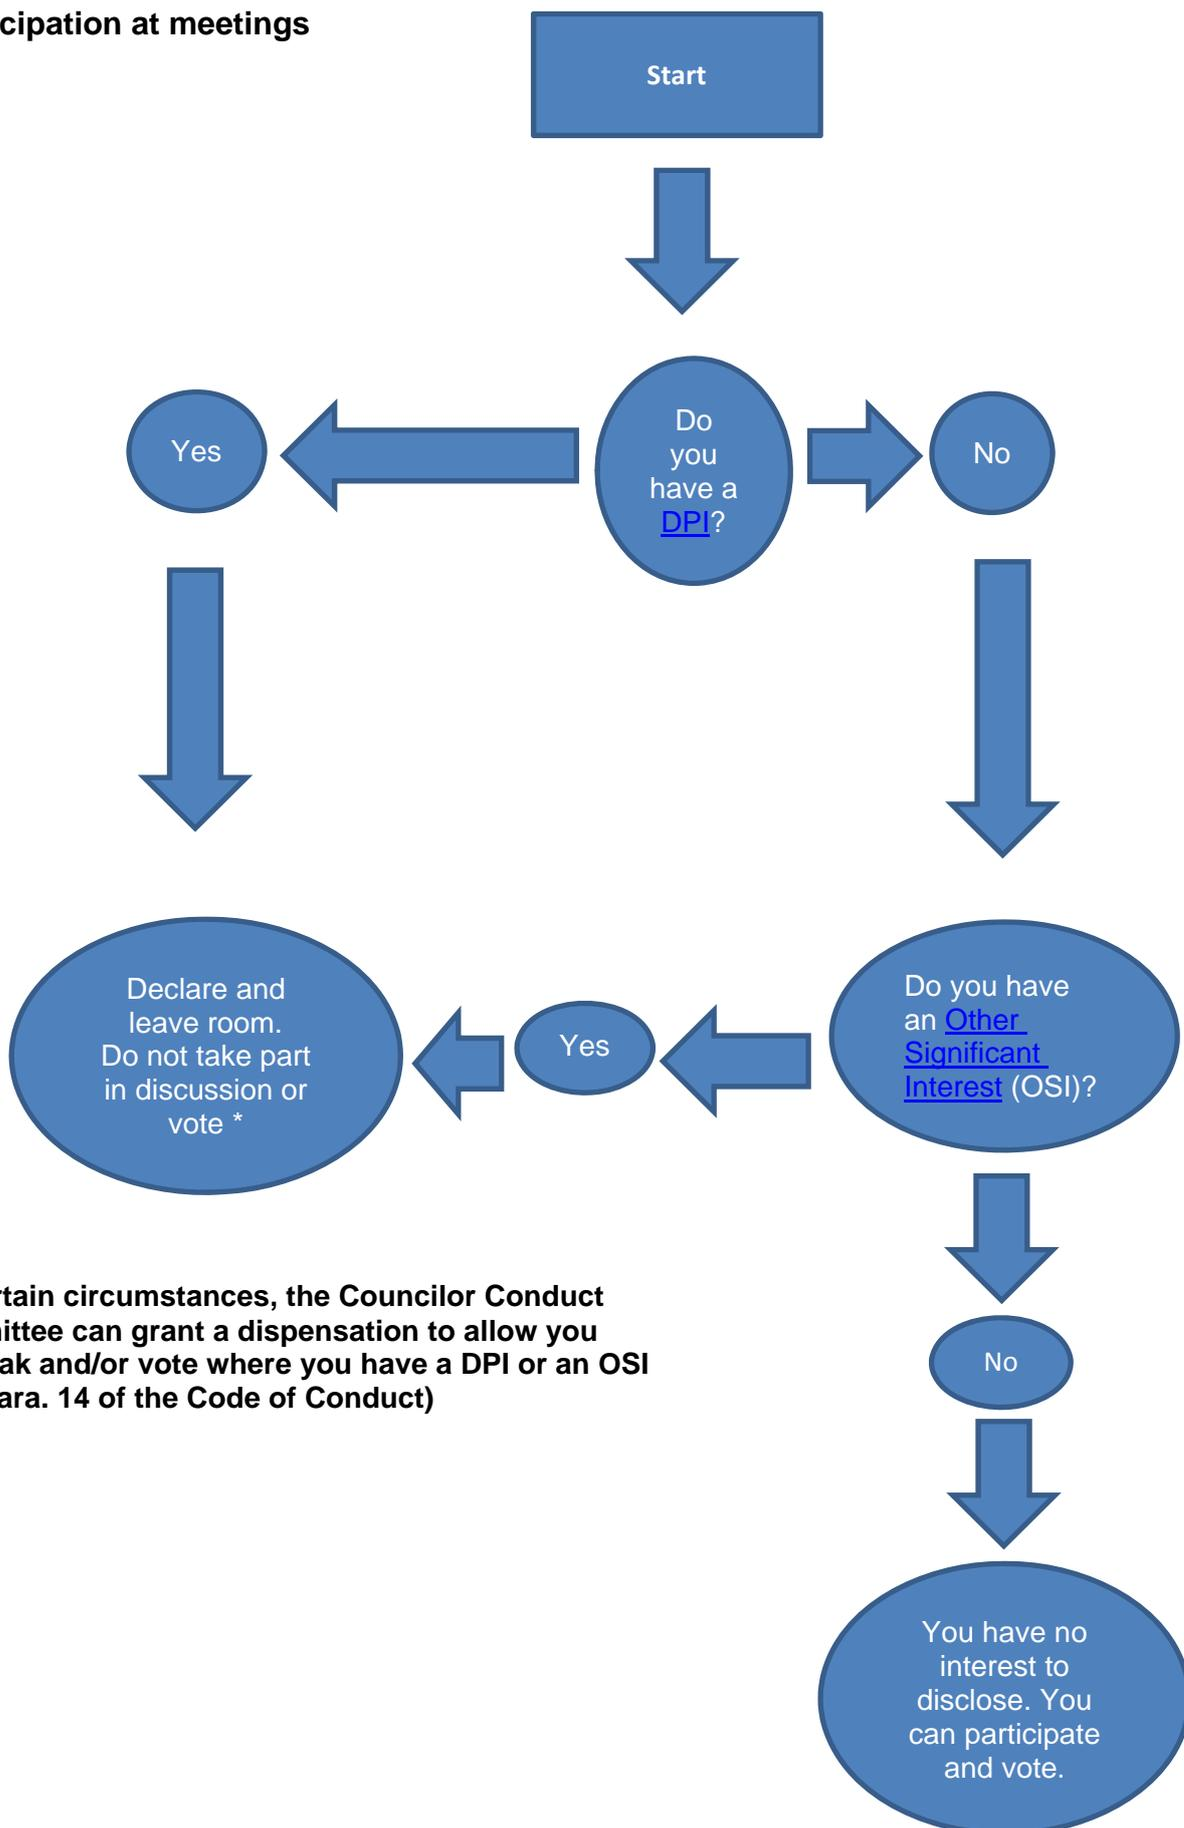 cipation at meetings
Start
Do
you
have a
DPI?
Yes
No
Declare and
leave room.
Do not take part
in discussion or
vote *
Yes
Do you have
an Other
Significant
Interest (OSI)?
rtain circumstances, the Councilor Conduct
nittee can grant a dispensation to allow you
ak and/or vote where you have a DPI or an OSI
ara. 14 of the Code of Conduct)
No
You have no
interest to
disclose. You
can participate
and vote.